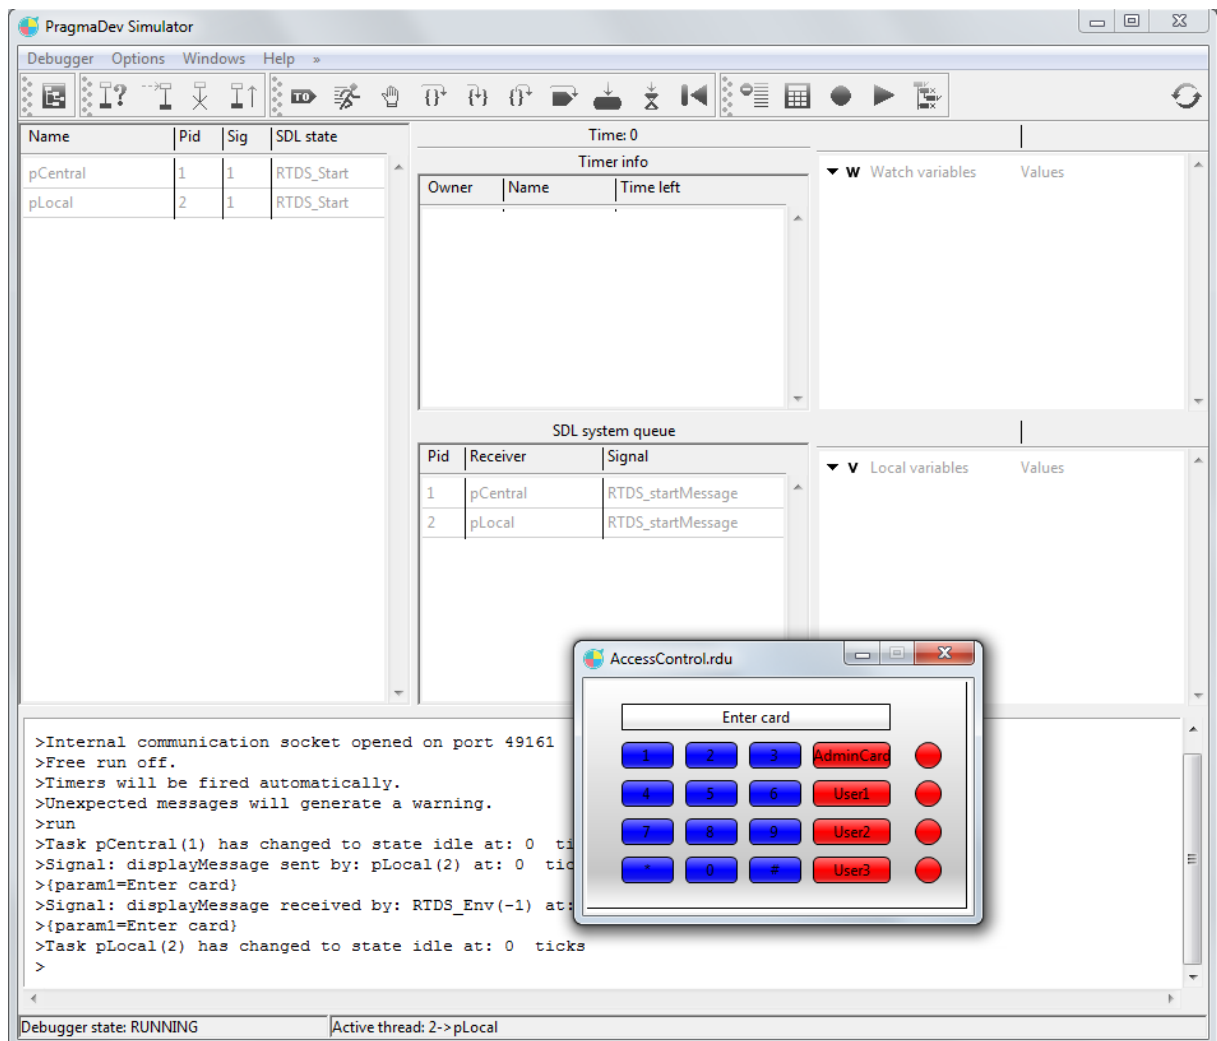 PragmaDev Simulator
Debugger Options Windows Help »
TO
Name Pid Sig SDL state
pCentral 1 1 RTDS_Start
pLocal 2 1 RTDS_Start
Time: 0
Timer info
Owner Name Time left
W Watch variables Values
SDL system queue
Pid Receiver Signal
1 pCentral RTDS_startMessage
2 pLocal RTDS_startMessage
V Local variables Values
AccessControl.rdu
Enter card
1 2 3 AdminCard
4 5 6 User1
7 8 9 User2
* 0 # User3
>Internal communication socket opened on port 49161
>Free run off.
>Timers will be fired automatically.
>Unexpected messages will generate a warning.
>run
>Task pCentral(1) has changed to state idle at: 0 ti
>Signal: displayMessage sent by: pLocal(2) at: 0 tic
>{param1=Enter card}
>Signal: displayMessage received by: RTDS_Env(-1) at:
>{param1=Enter card}
>Task pLocal(2) has changed to state idle at: 0 ticks
>
Debugger state: RUNNING
Active thread: 2->pLocal